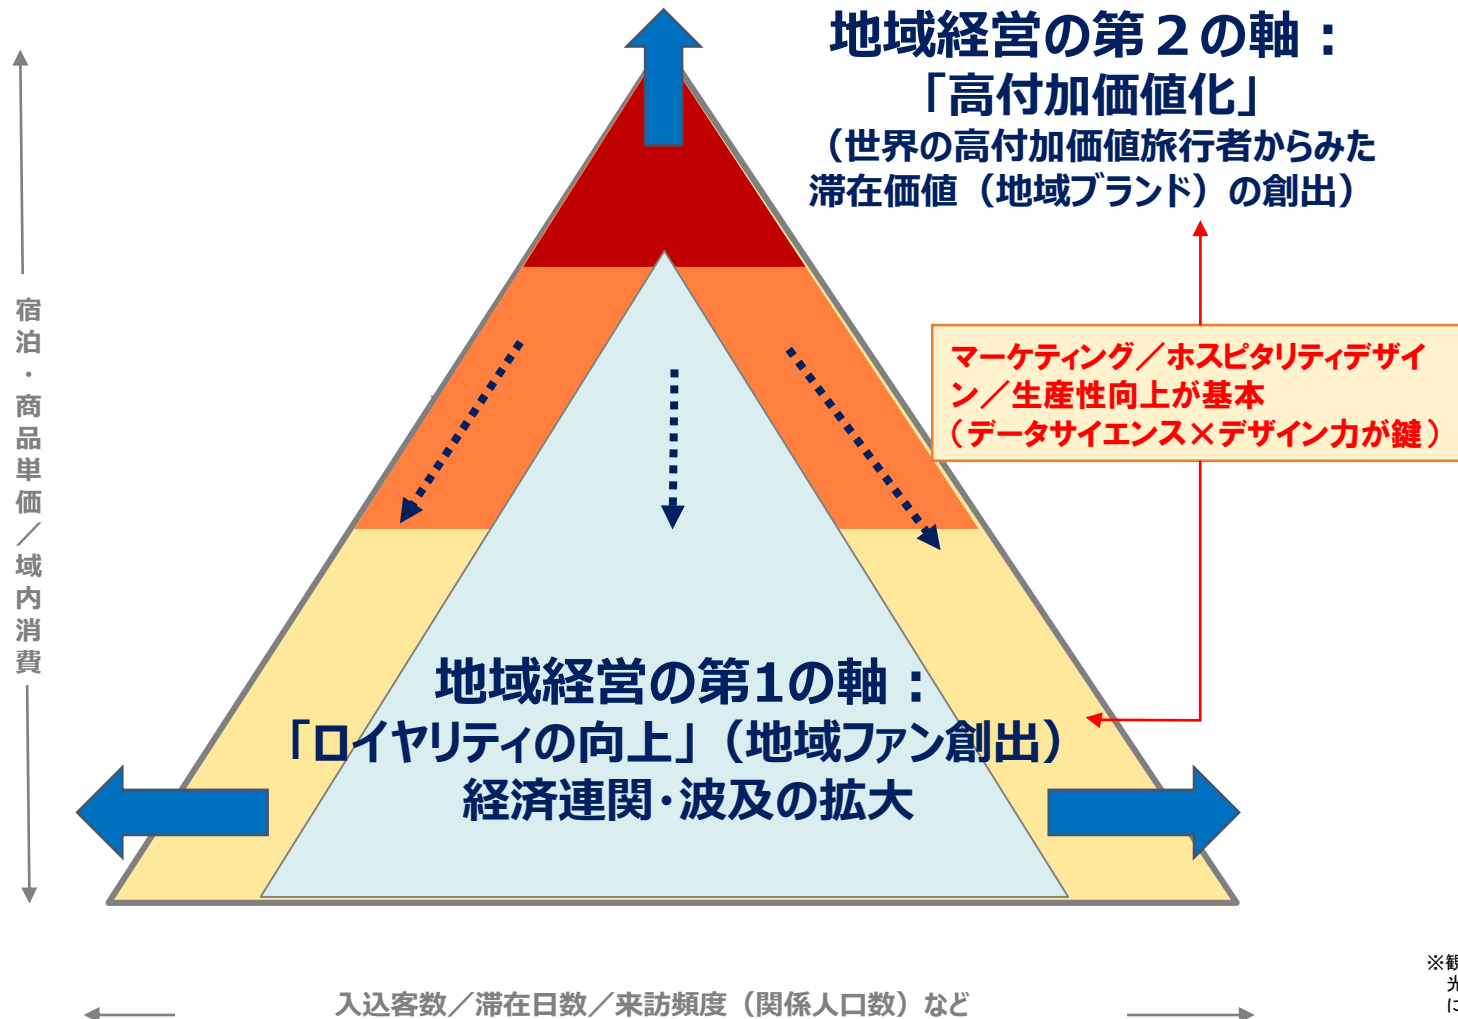 地域経営の第２の軸：
「高付加価値化」
（世界の高付加価値旅行者からみた
滞在価値（地域ブランド）の創出）
宿泊・商品単価／域内消費
マーケティング／ホスピタリティデザイ
ン／生産性向上が基本
（データサイエンス×デザイン力が鍵）
地域経営の第1の軸：
「ロイヤリティの向上」（地域ファン創出）
経済連関・波及の拡大
入込客数／滞在日数／来訪頻度（関係人口数）など
※観
光
に